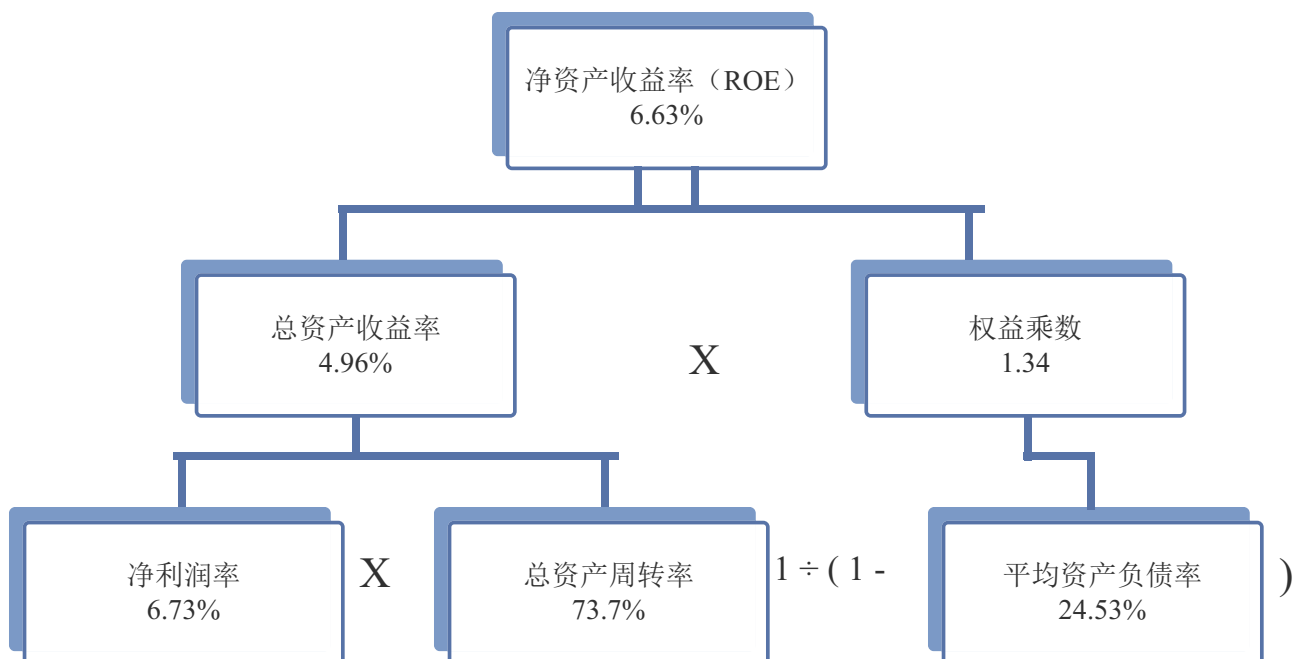 净资产收益率（ROE）
6.63%
总资产收益率
4.96%
X
权益乘数
1.34
净利润率
6.73%
X
总资产周转率
73.7%
1 ÷ ( 1 -
平均资产负债率
24.53%
)